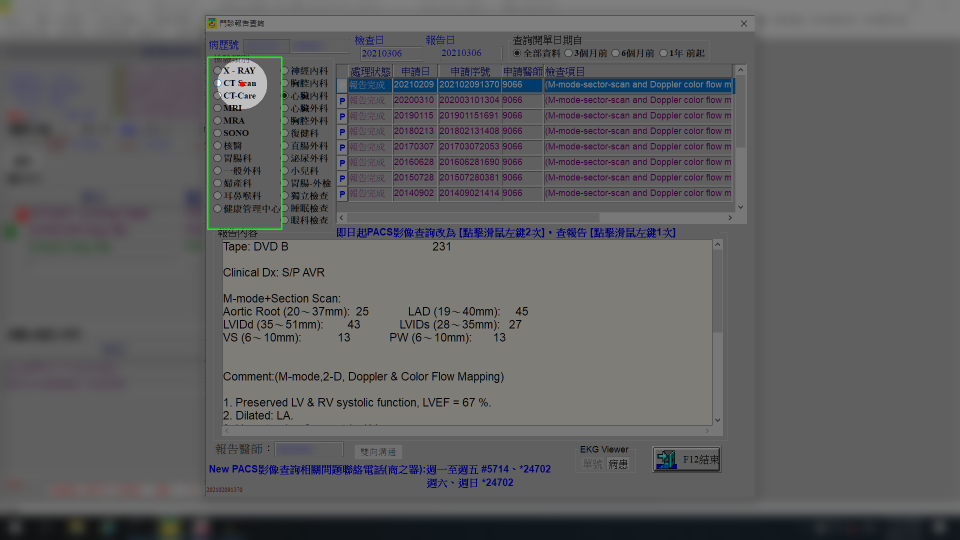 門診報告查詢
病歷號
檢查日 報告日 查詢開單日期自
20210306 20210306 全部資料 3個月前 6個月前 1年 前起
X - RAY 神經內科
CT Scan 胸腔內科
CT-Care 心臟內科
MRI 心臟外科
MRA 胸腔外科
SONO 復健科
核醫 直腸外科
胃腸科 泌尿外科
一般外科 小兒科
婦產科 胃腸-外檢
耳鼻喉科 獨立檢查
健康管理中心 睡眠檢查
眼科檢查
處理狀態 申請日 申請序號 申請醫師 檢查項目
報告完成 20210209 202102091370 9066 (M-mode-sector-scan and Doppler color flow m
P 報告完成 20200310 202003101304 9066 (M-mode-sector-scan and Doppler color flow m
P 報告完成 20190115 201901151691 9066 (M-mode-sector-scan and Doppler color flow m
P 報告完成 20180213 201802131408 9066 (M-mode-sector-scan and Doppler color flow m
P 報告完成 20170307 201703072053 9066 (M-mode-sector-scan and Doppler color flow m
P 報告完成 20160628 201606281690 9066 (M-mode-sector-scan and Doppler color flow m
P 報告完成 20150728 201507280381 9066 (M-mode-sector-scan and Doppler color flow m
P 報告完成 20140902 201409021414 9066 (M-mode-sector-scan and Doppler color flow m
報告內容 即日起PACS影像查詢改為 [點擊滑鼠左鍵2次]，查報告 [點擊滑鼠左鍵1次]
Tape: DVD B 231
Clinical Dx: S/P AVR
M-mode+Section Scan:
Aortic Root (20～37mm): 25 LAD (19～40mm): 45
LVIDd (35～51mm): 43 LVIDs (28～35mm): 27
VS (6～10mm): 13 PW (6～10mm): 13
Comment:(M-mode,2-D, Doppler & Color Flow Mapping)
1. Preserved LV & RV systolic function, LVEF = 67 %.
2. Dilated: LA.
報告醫師： 雙向溝通 EKG Viewer
單號 病患 F12結束
New PACS影像查詢相關問題聯絡電話(商之器):週一至週五 #5714、*24702
週六、週日 *24702
202102091370